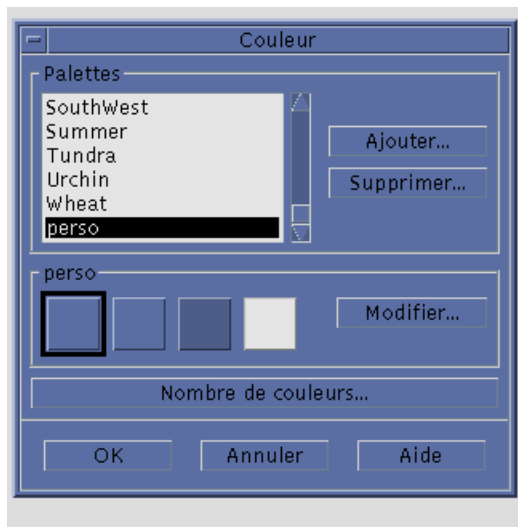 Couleur
Palettes
SouthWest
Summer
Tundra
Urchin
Wheat
perso
Ajouter...
Supprimer...
perso
Modifier...
Nombre de couleurs...
OK
Annuler
Aide